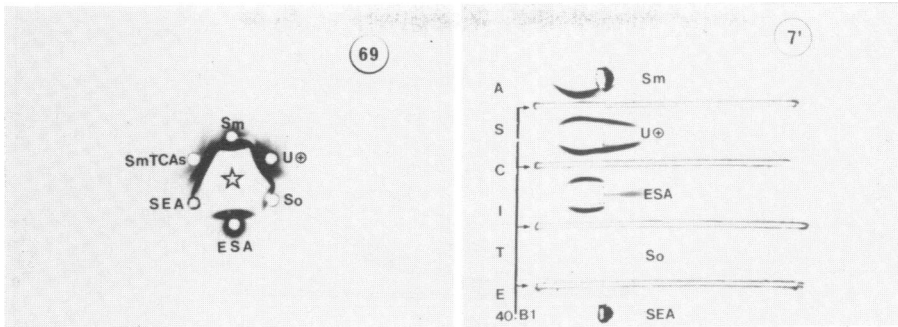 69
Sm
SmTCAs
U⊕
SEA
So
ESA
7'
A
Sm
S
U⊕
C
I
ESA
T
So
E
40 B1
SEA